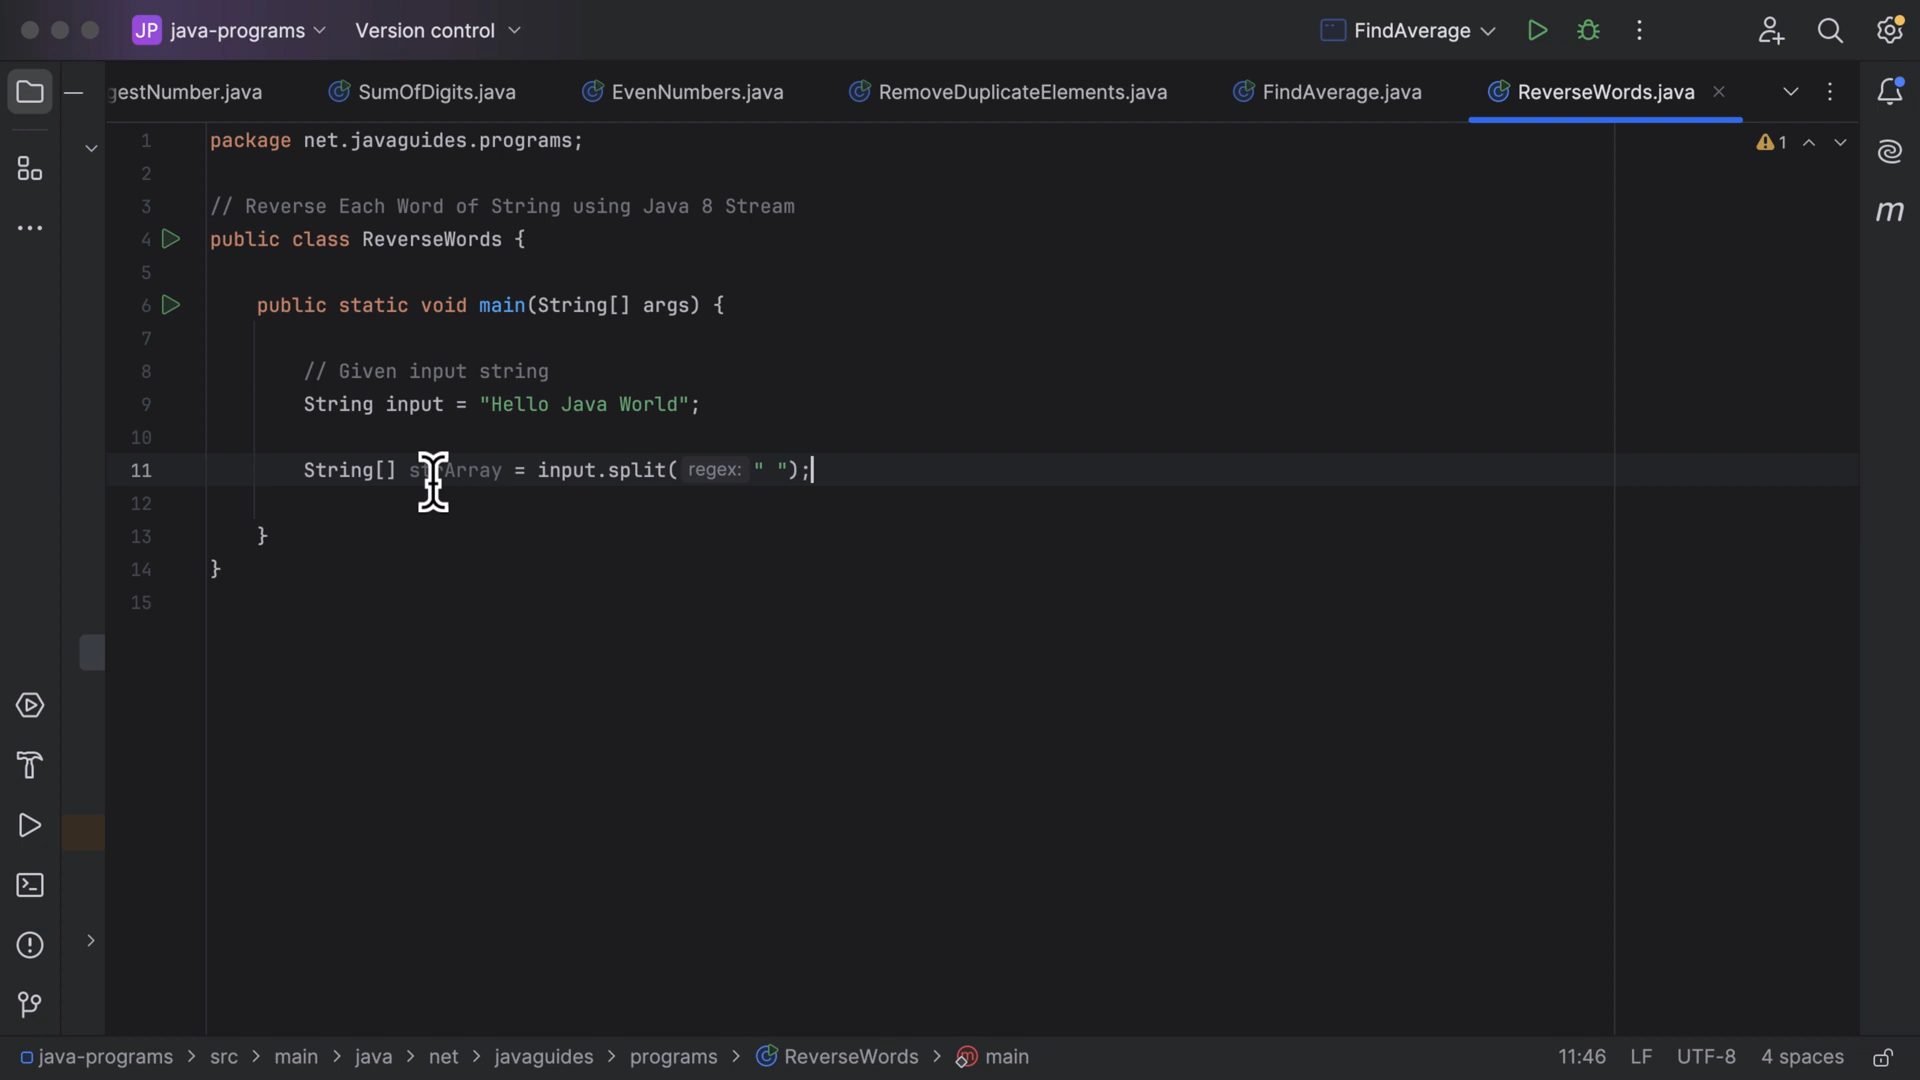 JP java-programs Version control FindAverage
gestNumber.java SumOfDigits.java EvenNumbers.java RemoveDuplicateElements.java FindAverage.java ReverseWords.java
1 package net.javaguides.programs; 1
2
3 // Reverse Each Word of String using Java 8 Stream
4 public class ReverseWords {
5
6 public static void main(String[] args) {
7
8 // Given input string
9 String input = "Hello Java World";
10
11 String[] strArray = input.split( regex: " ");
12
13 }
14 }
15
m
java-programs > src > main > java > net > javaguides > programs > ReverseWords > m main 11:46 LF UTF-8 4 spaces